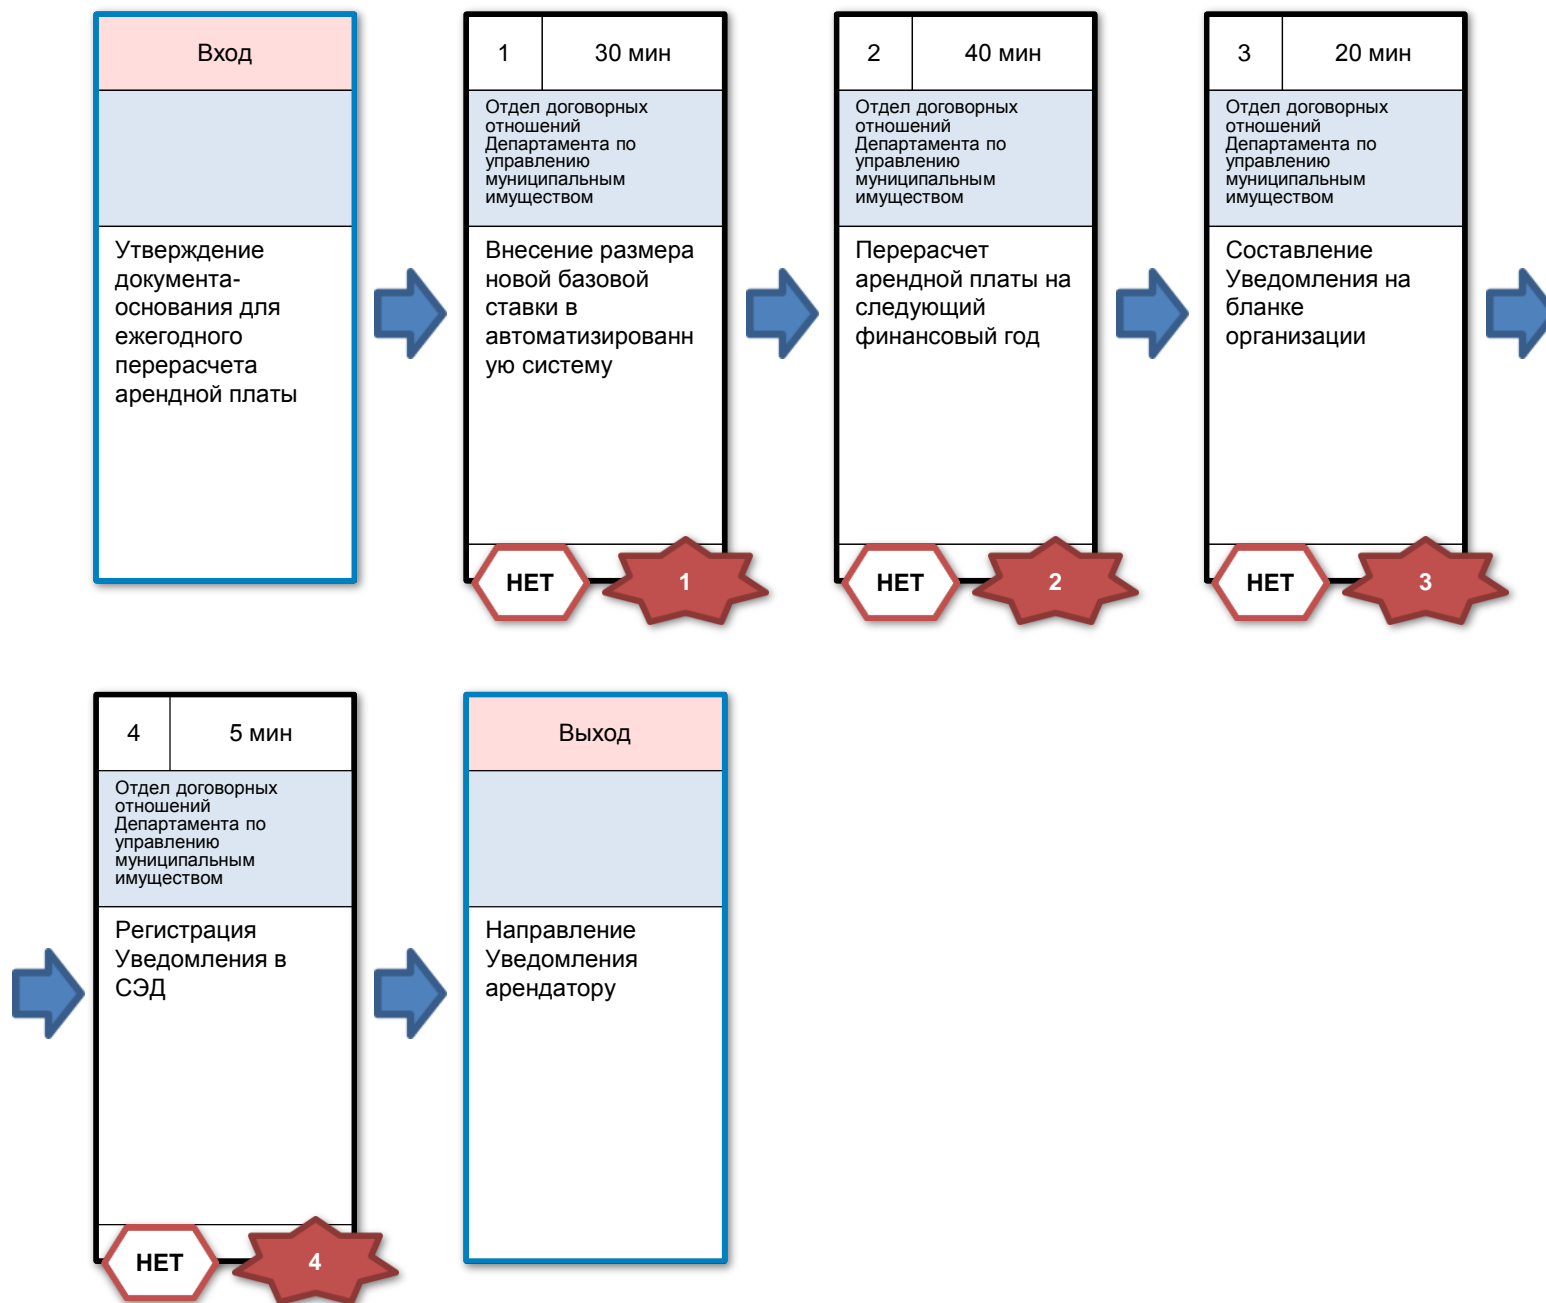 Вход
Утверждение
документа-
основания для
ежегодного
перерасчета
арендной платы
1
30 мин
Отдел договорных
отношений
Департамента по
управлению
муниципальным
имуществом
Внесение размера
новой базовой
ставки в
автоматизированн
ую систему
НЕТ
1
2
40 мин
Отдел договорных
отношений
Департамента по
управлению
муниципальным
имуществом
Перерасчет
арендной платы на
следующий
финансовый год
НЕТ
2
3
20 мин
Отдел договорных
отношений
Департамента по
управлению
муниципальным
имуществом
Составление
Уведомления на
бланке
организации
НЕТ
3
4
5 мин
Отдел договорных
отношений
Департамента по
управлению
муниципальным
имуществом
Регистрация
Уведомления в
СЭД
НЕТ
4
Выход
Направление
Уведомления
арендатору